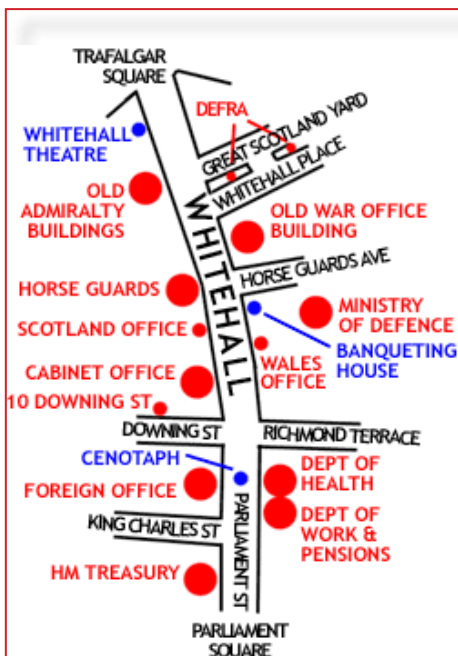 TRAFALGAR
SQUARE
DEFRA
WHITEHALL
THEATRE
GREAT SCOTLAND YARD
WHITEHALL PLACE
OLD
ADMIRALTY
BUILDINGS
WHITEHALL
OLD WAR OFFICE
BUILDING
HORSE GUARDS AVE
HORSE GUARDS
MINISTRY
OF DEFENCE
SCOTLAND OFFICE
BANQUETING
HOUSE
WALES
OFFICE
CABINET OFFICE
10 DOWNING ST
DOWNING ST
RICHMOND TERRACE
CENOTAPH
DEPT OF
HEALTH
FOREIGN OFFICE
PARLIAMENT ST
DEPT OF
WORK &
PENSIONS
KING CHARLES ST
HM TREASURY
PARLIAMENT
SQUARE